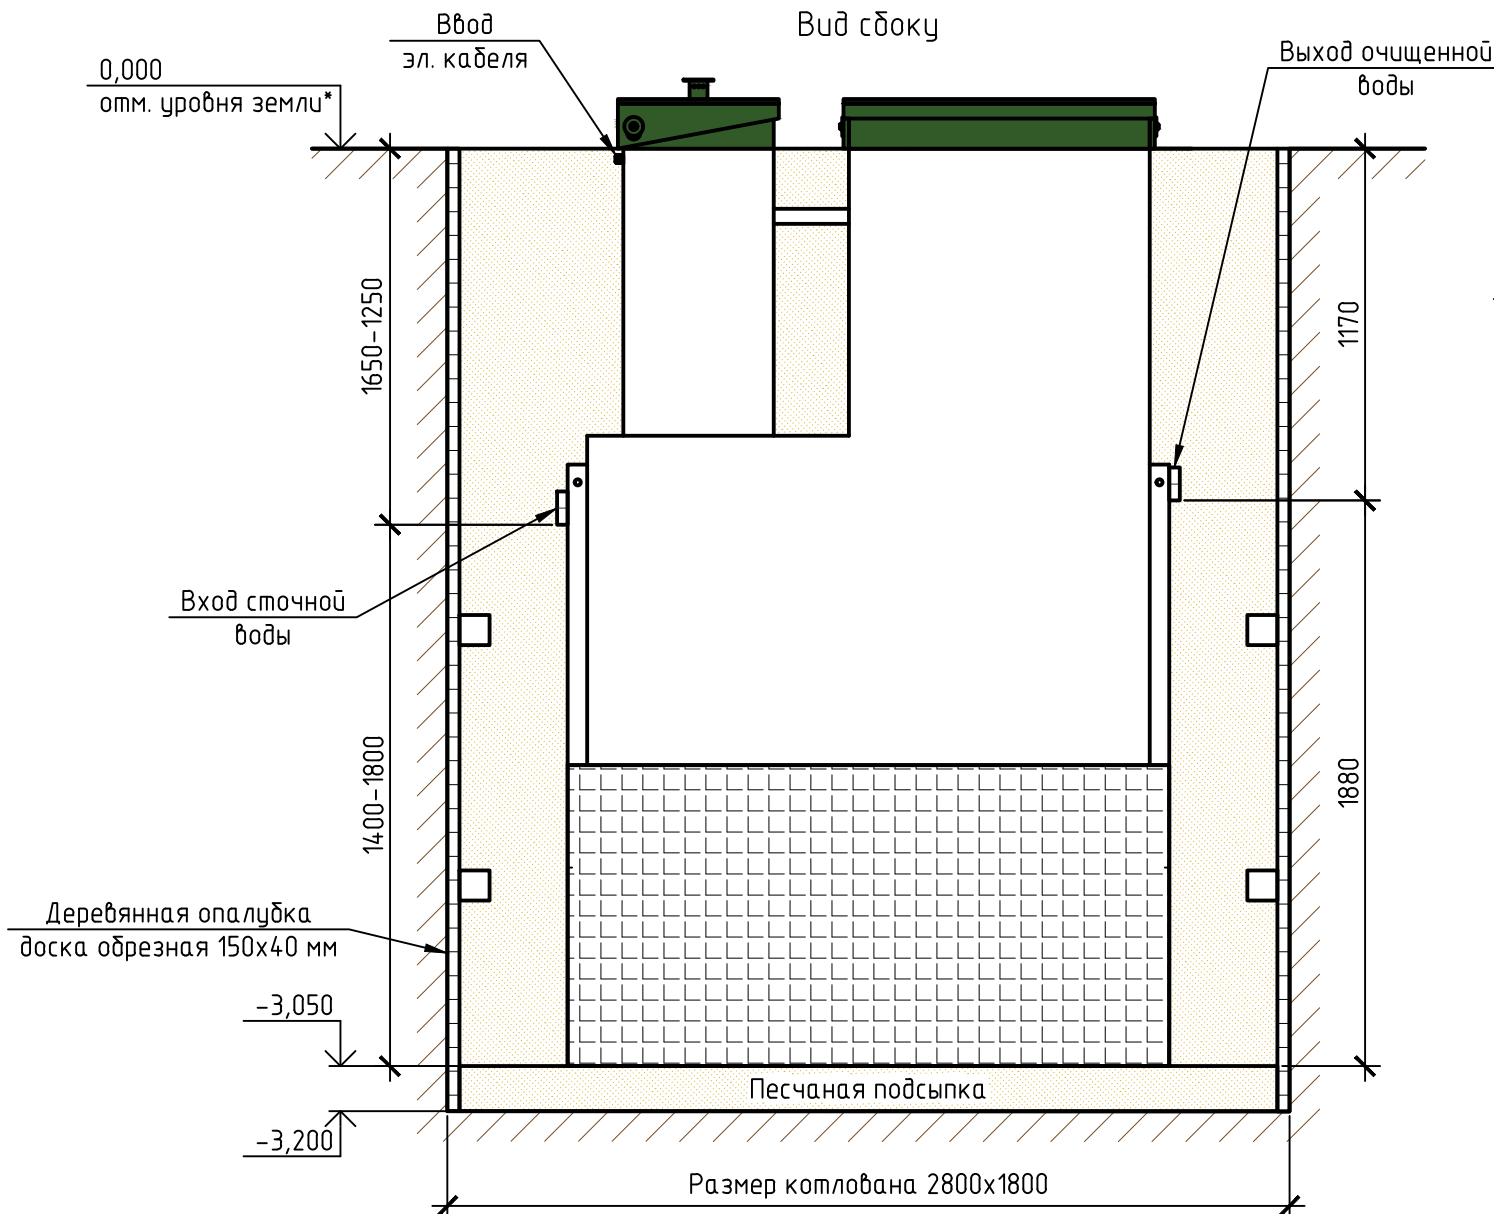 Вид сбоку
Ввод
эл. кабеля
Выход очищенной
воды
0,000
отм. уровня земли*
1650-1250
1170
Вход сточной
воды
1400-1800
1880
Деревянная опалубка
доска обрезная 150х40 мм
-3,050
Песчаная подсыпка
-3,200
Размер котлована 2800х1800